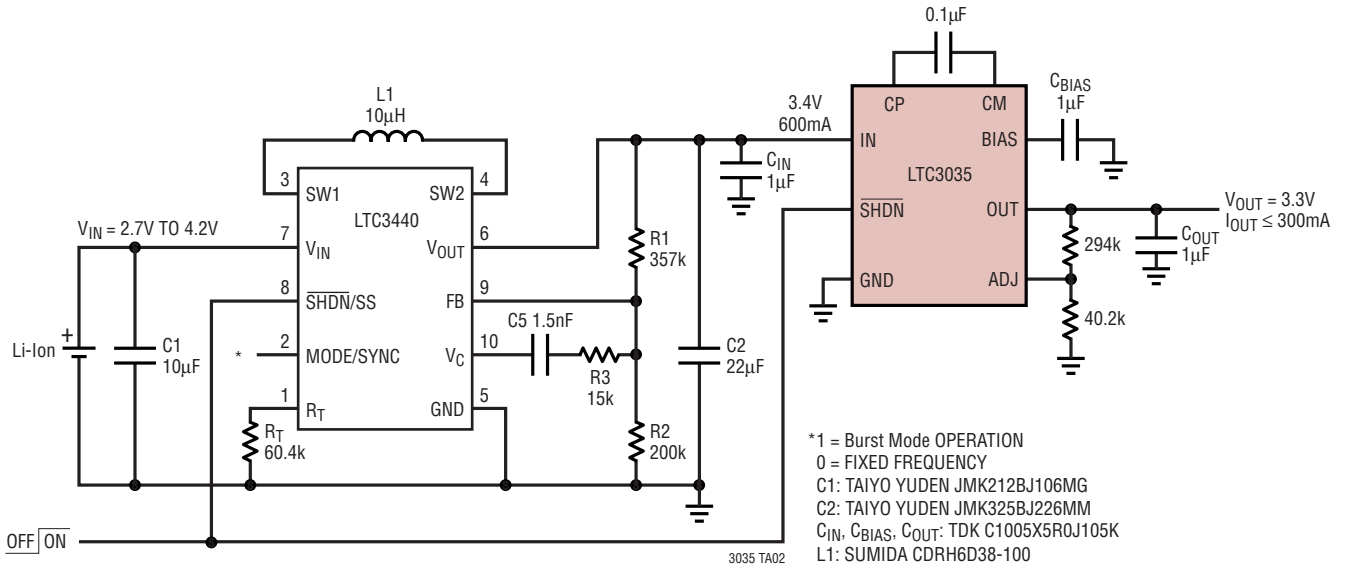 0.1µF
L1
10µH
3.4V
600mA
CP
CM
CBIAS
1µF
IN
BIAS
LTC3035
CIN
1µF
3
SW1
SW2
4
LTC3440
SHDN
OUT
VOUT = 3.3V
IOUT ≤ 300mA
VIN = 2.7V TO 4.2V
7
VIN
VOUT
6
R1
357k
294k
COUT
1µF
8
SHDN/SS
FB
9
GND
ADJ
Li-Ion
+
C1
10µF
*
2
MODE/SYNC
VC
10
C5 1.5nF
R3
15k
C2
22µF
40.2k
1
RT
GND
5
RT
60.4k
R2
200k
*1 = Burst Mode OPERATION
0 = FIXED FREQUENCY
C1: TAIYO YUDEN JMK212BJ106MG
C2: TAIYO YUDEN JMK325BJ226MM
CIN, CBIAS, COUT: TDK C1005X5R0J105K
L1: SUMIDA CDRH6D38-100
OFF ON
3035 TA02